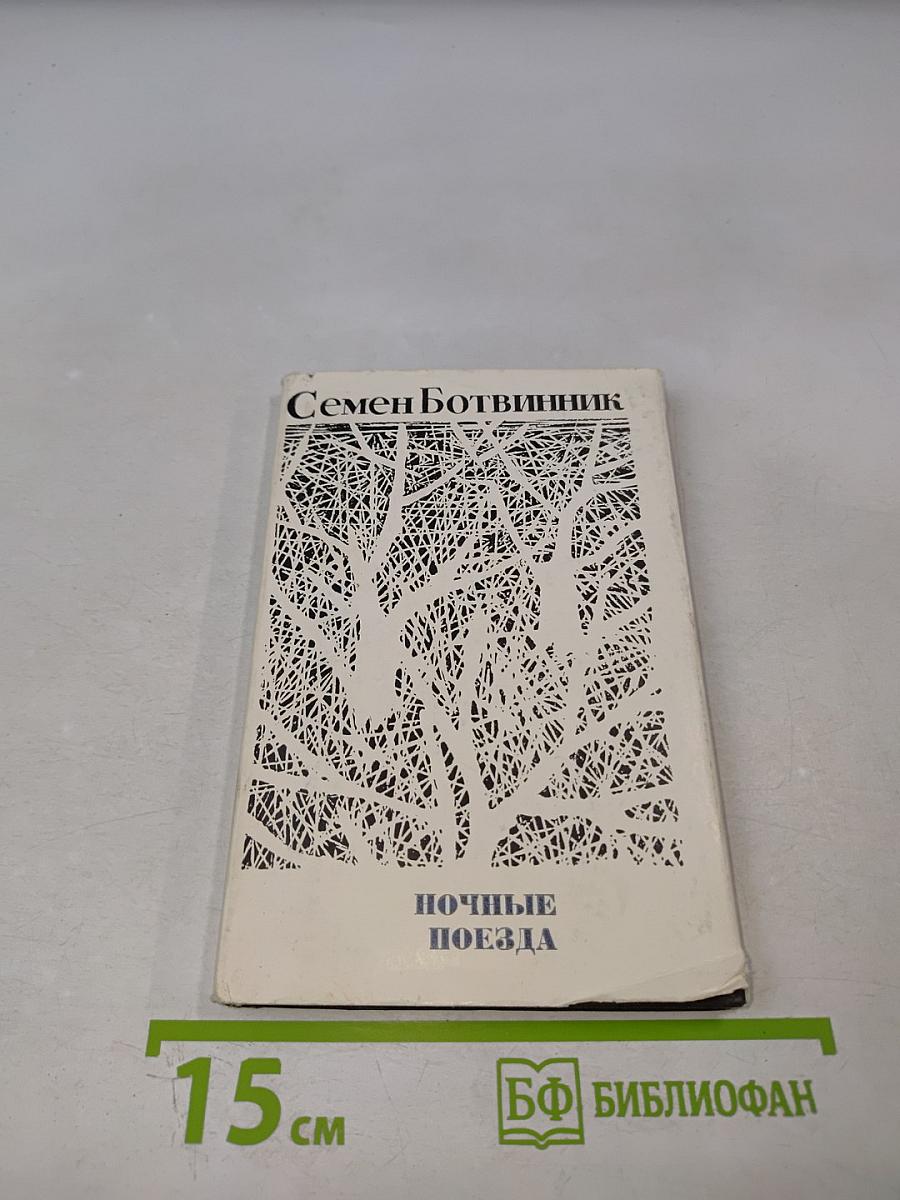 Семен Ботвинник
НОЧНЫЕ
ПОЕЗДА
15 см
БФ БИБЛИОФАН